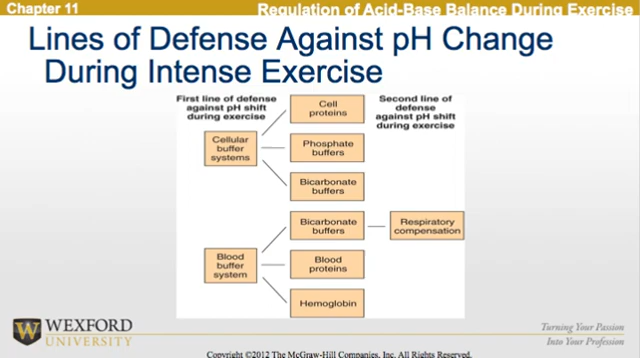 Chapter 11
Regulation of Acid-Base Balance During Exercise
Lines of Defense Against pH Change
During Intense Exercise
First line of defense
against pH shift
during exercise
Second line of
defense
against pH shift
during exercise
Cellular
buffer
systems
Cell
proteins
Phosphate
buffers
Bicarbonate
buffers
Blood
buffer
system
Bicarbonate
buffers
Respiratory
compensation
Blood
proteins
Hemoglobin
W WEXFORD
UNIVERSITY
Turning Your Passion
Into Your Profession
Copyright ©2012 The McGraw-Hill Companies, Inc. All Rights Reserved.